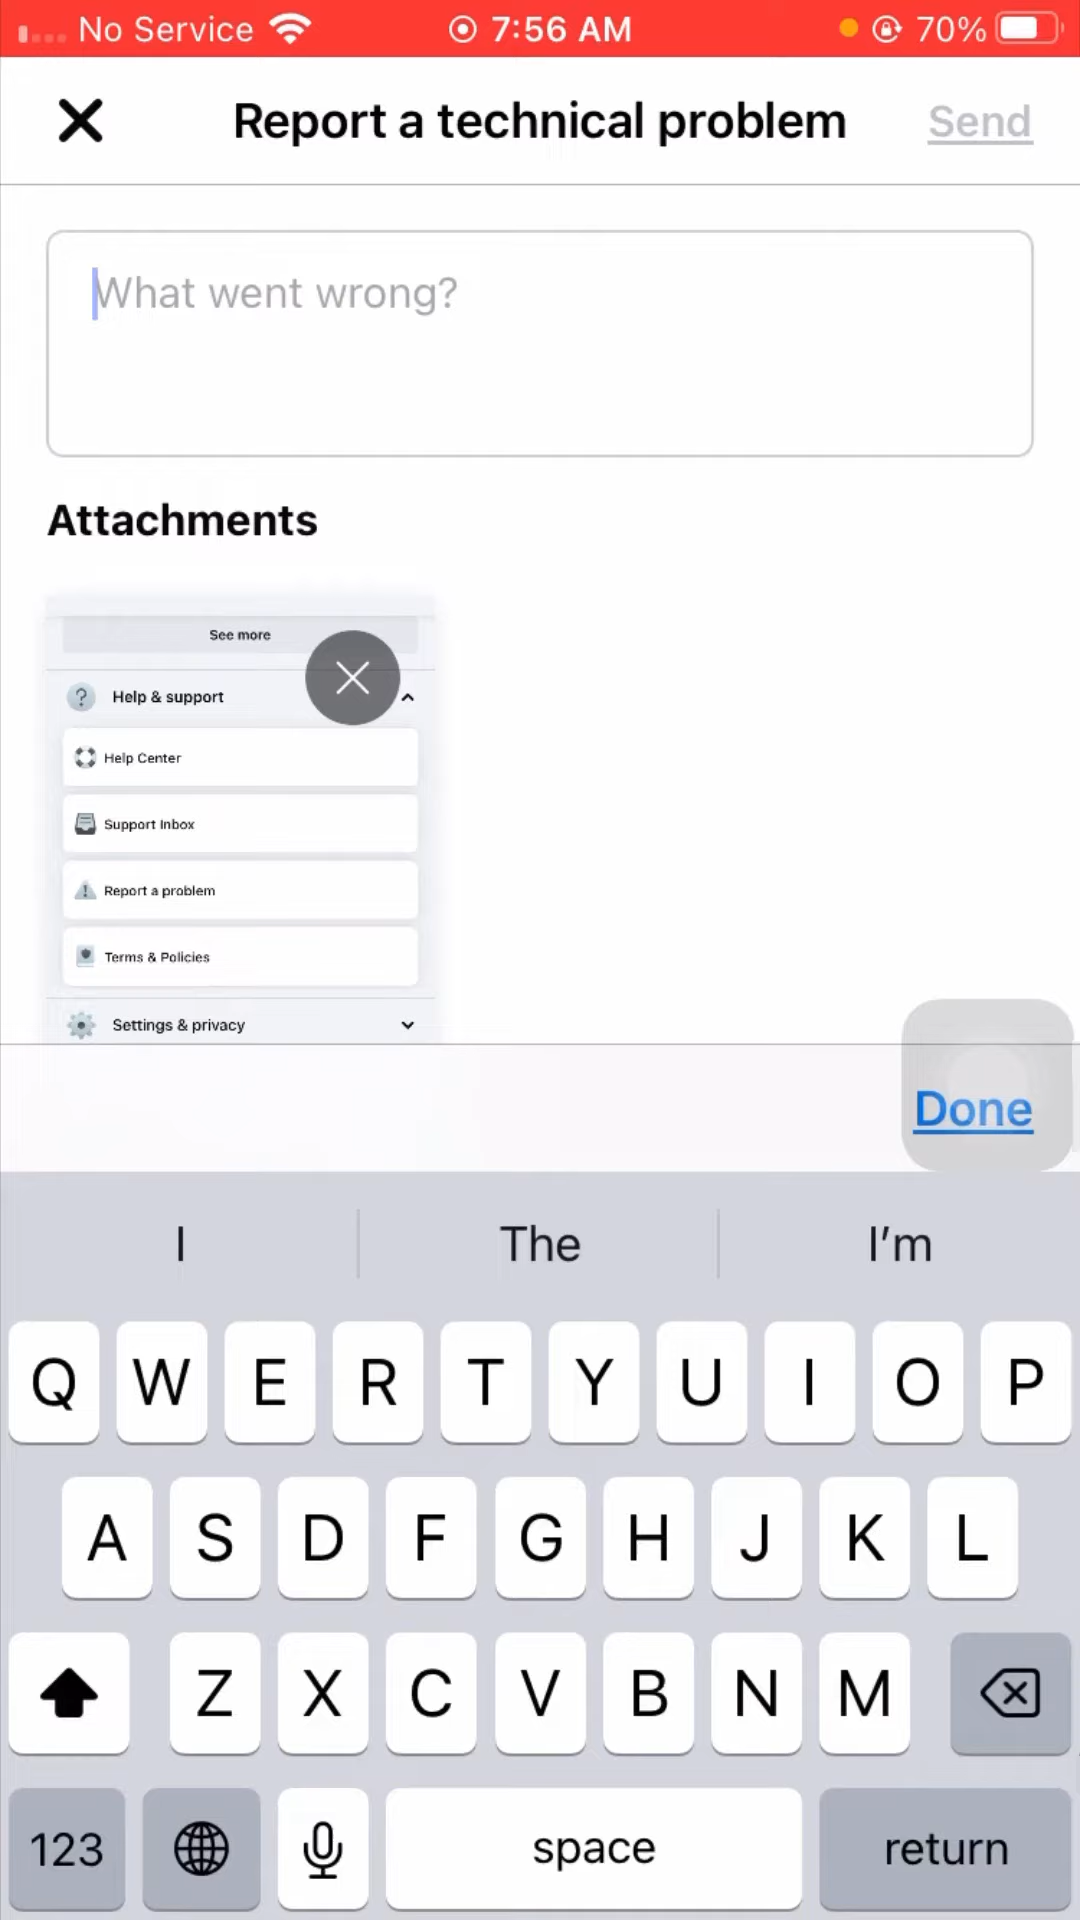 No Service 7:56 AM 70%
Report a technical problem Send
What went wrong?
Attachments
See more
Help & support
Help Center
Support Inbox
Report a problem
Terms & Policies
Settings & privacy
Done
I The I'm
Q W E R T Y U I O P
A S D F G H J K L
Z X C V B N M
123 space return